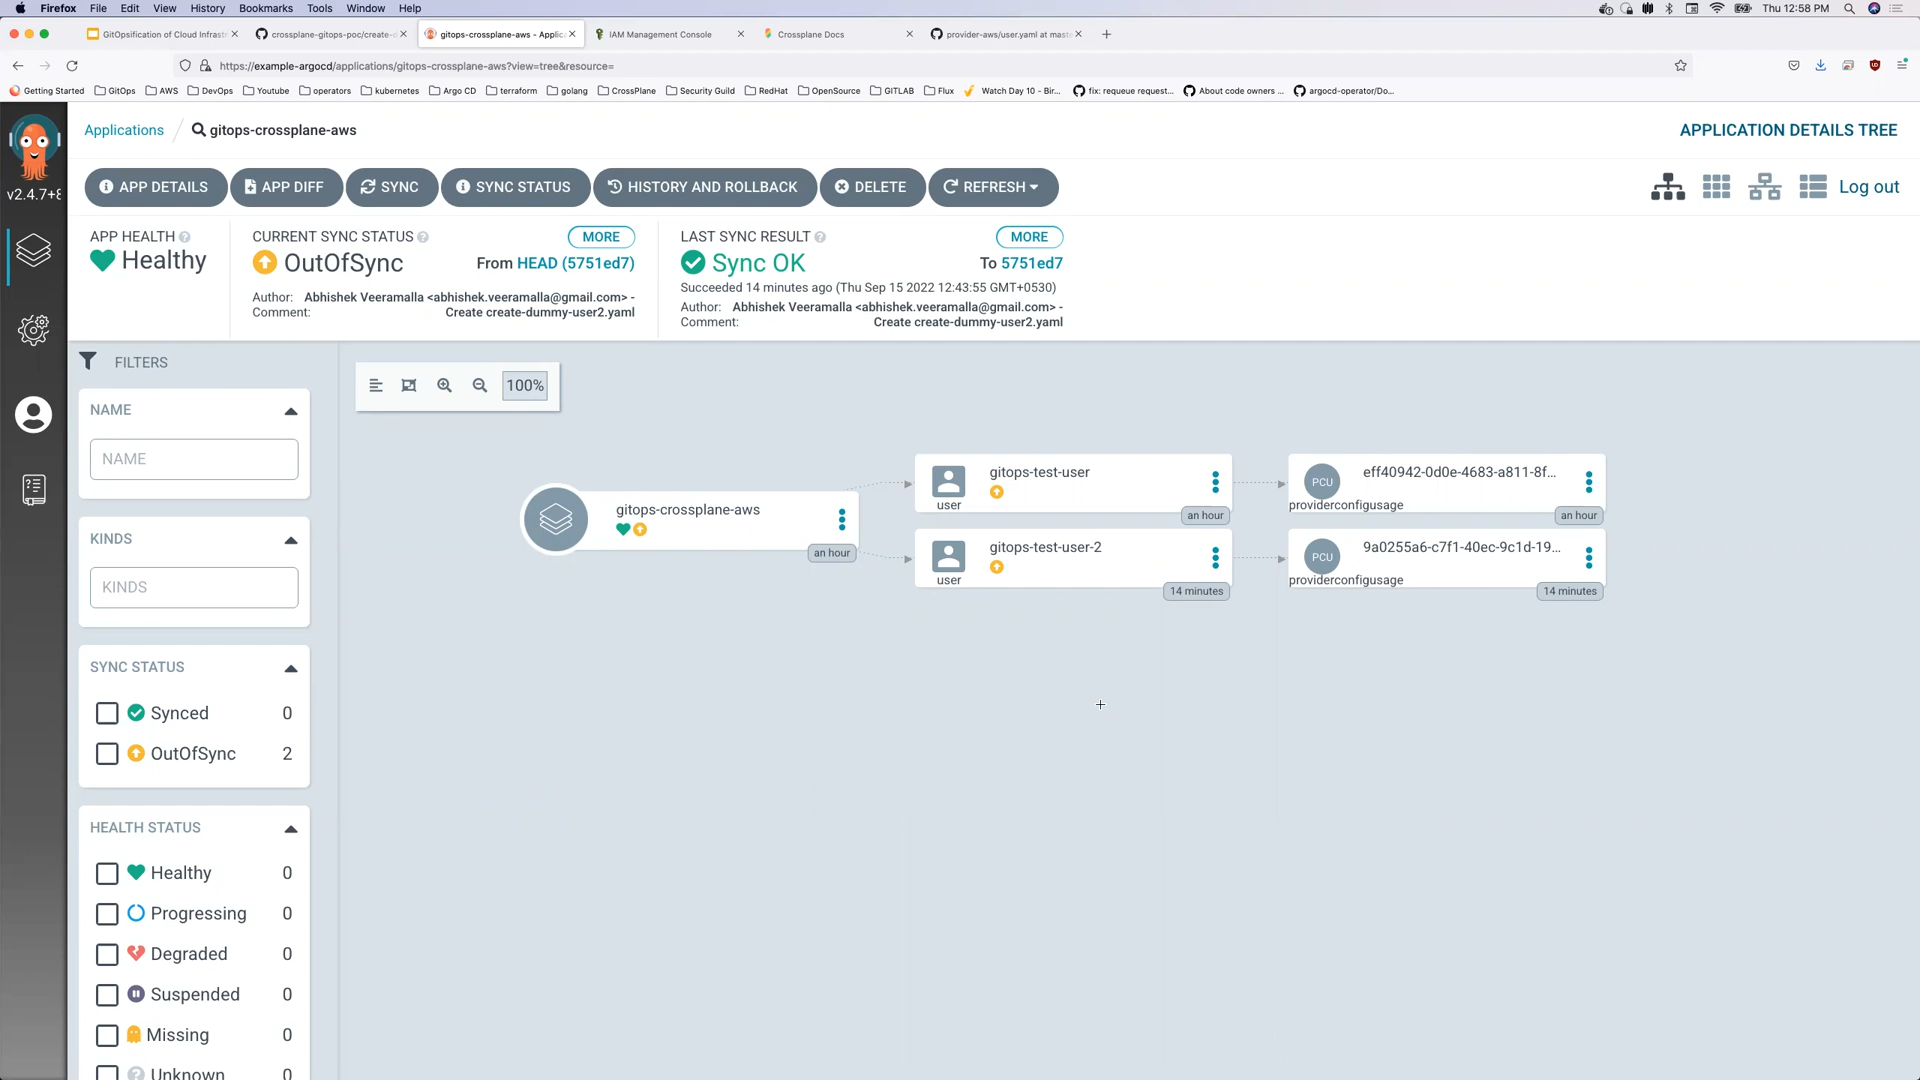 Firefox File Edit View History Bookmarks Tools Window Help Thu 12:58 PM
GitOpsification of Cloud Infrast crossplane-gitops-poc/create-d gitops-crossplane-aws - Applic IAM Management Console Crossplane Docs provider-aws/user.yaml at mast
https://example-argocd/applications/gitops-crossplane-aws?view=tree&resource=
Getting Started GitOps AWS DevOps Youtube operators kubernetes Argo CD terraform golang CrossPlane Security Guild RedHat OpenSource GITLAB Flux Watch Day 10 - Bir... fix: requeue request... About code owners ... argocd-operator/Do...
Applications / gitops-crossplane-aws APPLICATION DETAILS TREE
v2.4.7+8
APP DETAILS APP DIFF SYNC SYNC STATUS HISTORY AND ROLLBACK DELETE REFRESH Log out
APP HEALTH CURRENT SYNC STATUS MORE LAST SYNC RESULT MORE
Healthy OutOfSync From HEAD (5751ed7) Sync OK To 5751ed7
Succeeded 14 minutes ago (Thu Sep 15 2022 12:43:55 GMT+0530)
Author: Abhishek Veeramalla <abhishek.veeramalla@gmail.com> - Author: Abhishek Veeramalla <abhishek.veeramalla@gmail.com> -
Comment: Create create-dummy-user2.yaml Comment: Create create-dummy-user2.yaml
FILTERS
100%
NAME
NAME
KINDS
KINDS
SYNC STATUS
Synced 0
OutOfSync 2
HEALTH STATUS
Healthy 0
Progressing 0
Degraded 0
Suspended 0
Missing 0
Unknown 0
gitops-crossplane-aws
an hour
gitops-test-user
user
an hour
PCU
eff40942-0d0e-4683-a811-8f...
providerconfigusage
an hour
gitops-test-user-2
user
14 minutes
PCU
9a0255a6-c7f1-40ec-9c1d-19...
providerconfigusage
14 minutes